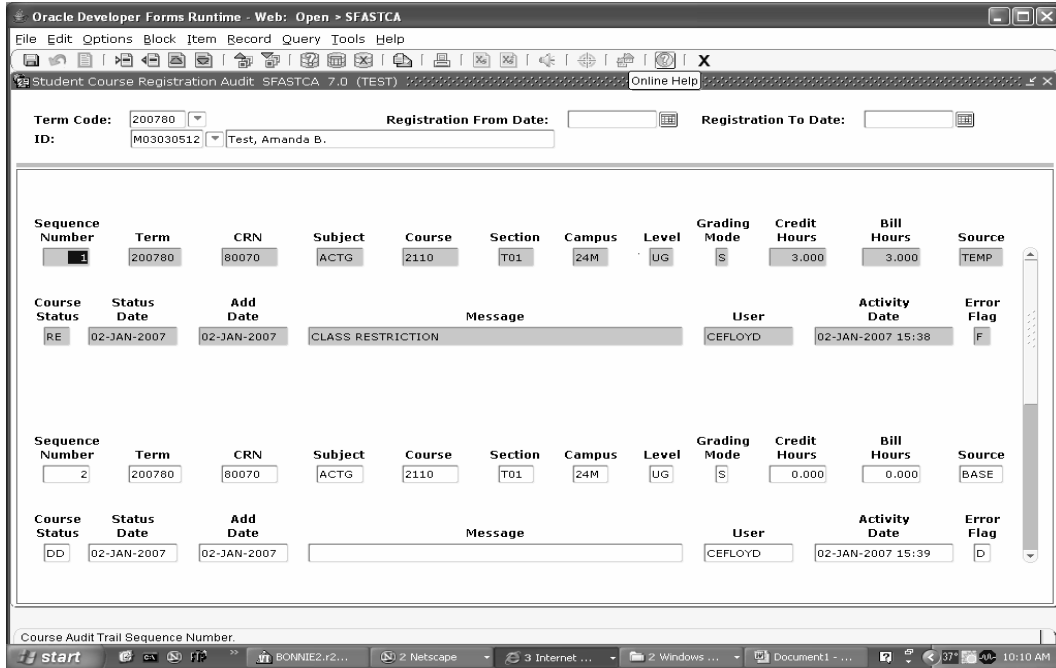 Oracle Developer Forms Runtime - Web: Open > SFASTCA
File Edit Options Block Item Record Query Tools Help
Student Course Registration Audit SFASTCA 7.0 (TEST)
Online Help
Term Code: 200780 Registration From Date: Registration To Date:
ID: M03030512 Test, Amanda B.
Sequence Number Term CRN Subject Course Section Campus Level Grading Mode Credit Hours Bill Hours Source
1 200780 80070 ACTG 2110 T01 24M UG S 3.000 3.000 TEMP
Course Status Status Date Add Date Message User Activity Date Error Flag
RE 02-JAN-2007 02-JAN-2007 CLASS RESTRICTION CEFLOYD 02-JAN-2007 15:38 F
Sequence Number Term CRN Subject Course Section Campus Level Grading Mode Credit Hours Bill Hours Source
2 200780 80070 ACTG 2110 T01 24M UG S 0.000 0.000 BASE
Course Status Status Date Add Date Message User Activity Date Error Flag
DD 02-JAN-2007 02-JAN-2007 CEFLOYD 02-JAN-2007 15:39 D
Course Audit Trail Sequence Number.
start BONNIE2.r2... 2 Netscape 3 Internet ... 2 Windows ... Document1 - ... 37° 10:10 AM